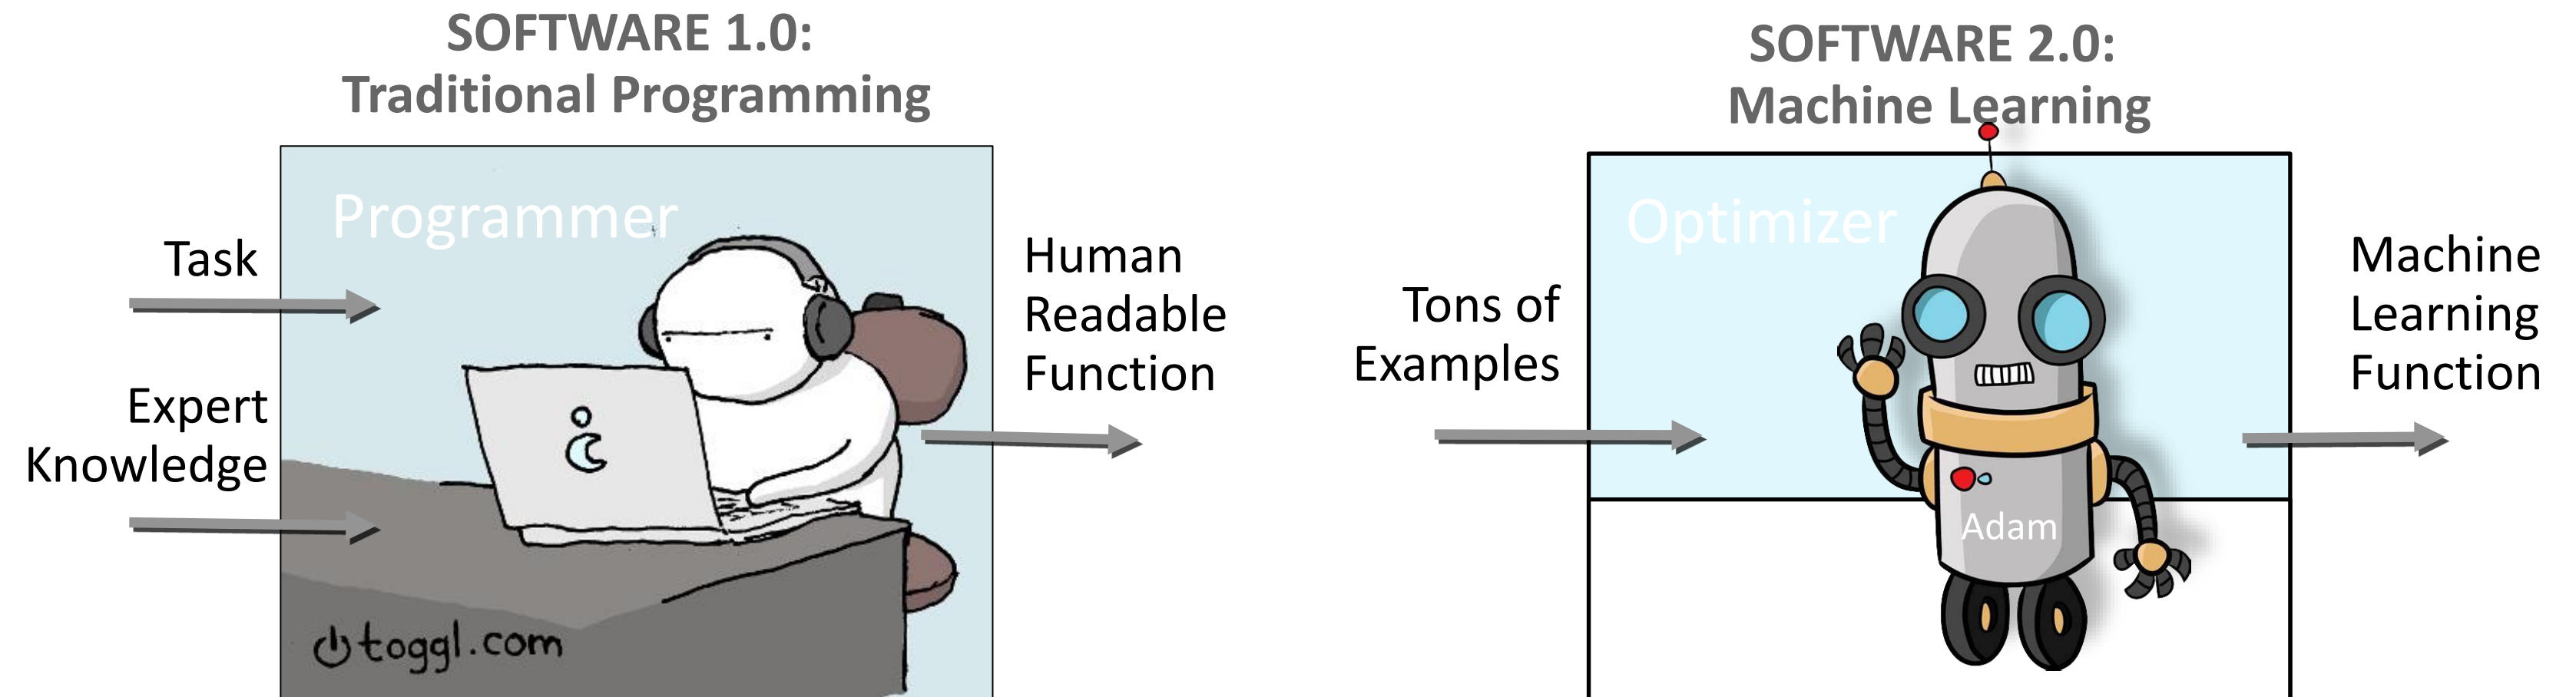 SOFTWARE 1.0:
Traditional Programming
Programmer
Task
Expert
Knowledge
Human
Readable
Function
toggl.com
SOFTWARE 2.0:
Machine Learning
Optimizer
Tons of
Examples
Adam
Machine
Learning
Function